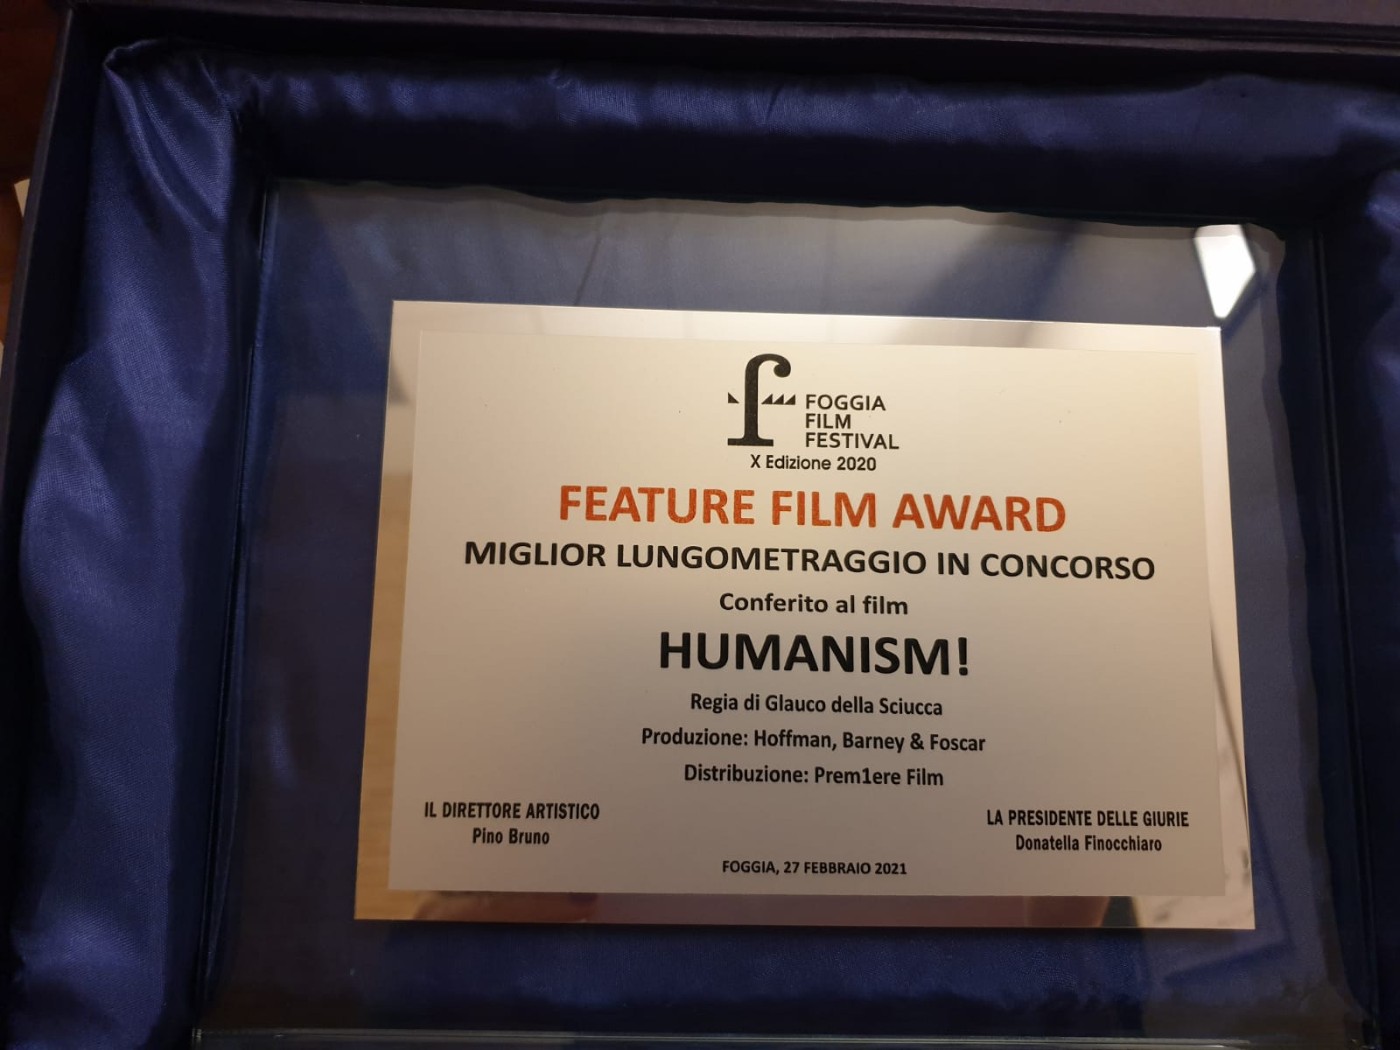 FOGGIA
FILM
FESTIVAL
X Edizione 2020
FEATURE FILM AWARD
MIGLIOR LUNGOMETRAGGIO IN CONCORSO
Conferito al film
HUMANISM!
Regia di Glauco della Sciucca
Produzione: Hoffman, Barney & Foscar
Distribuzione: Prem1ere Film
IL DIRETTORE ARTISTICO
Pino Bruno
LA PRESIDENTE DELLE GIURIE
Donatella Finocchiaro
FOGGIA, 27 FEBBRAIO 2021